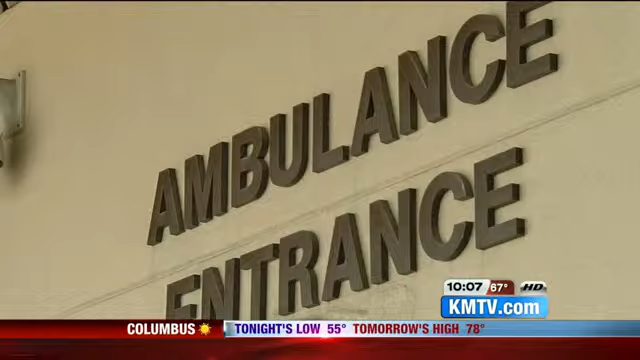 AMBULANCE
ENTRANCE
10:07 67° HD
KMTV.com
COLUMBUS TONIGHT'S LOW 55° TOMORROW'S HIGH 78°